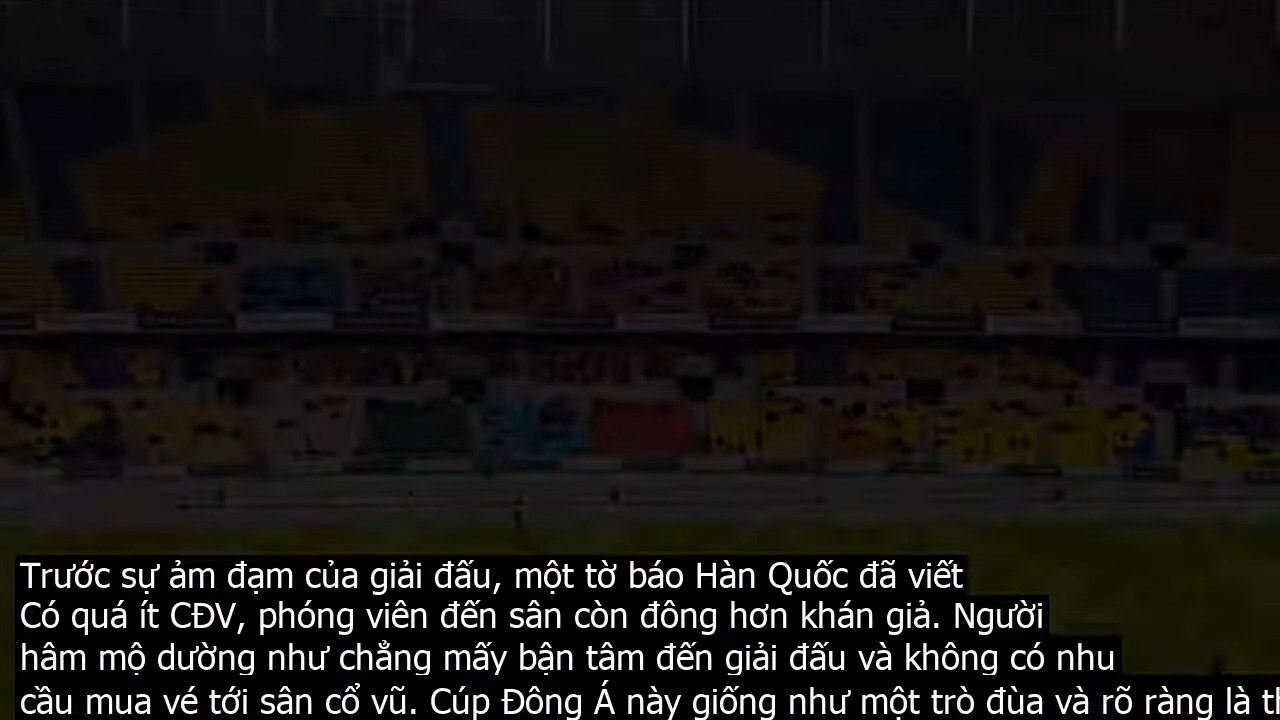 Trước sự ảm đạm của giải đấu, một tờ báo Hàn Quốc đã viết
Có quá ít CĐV, phóng viên đến sân còn đông hơn khán giả. Người
hâm mộ dường như chẳng mấy bận tâm đến giải đấu và không có nhu
cầu mua vé tới sân cổ vũ. Cúp Đông Á này giống như một trò đùa và rõ ràng là